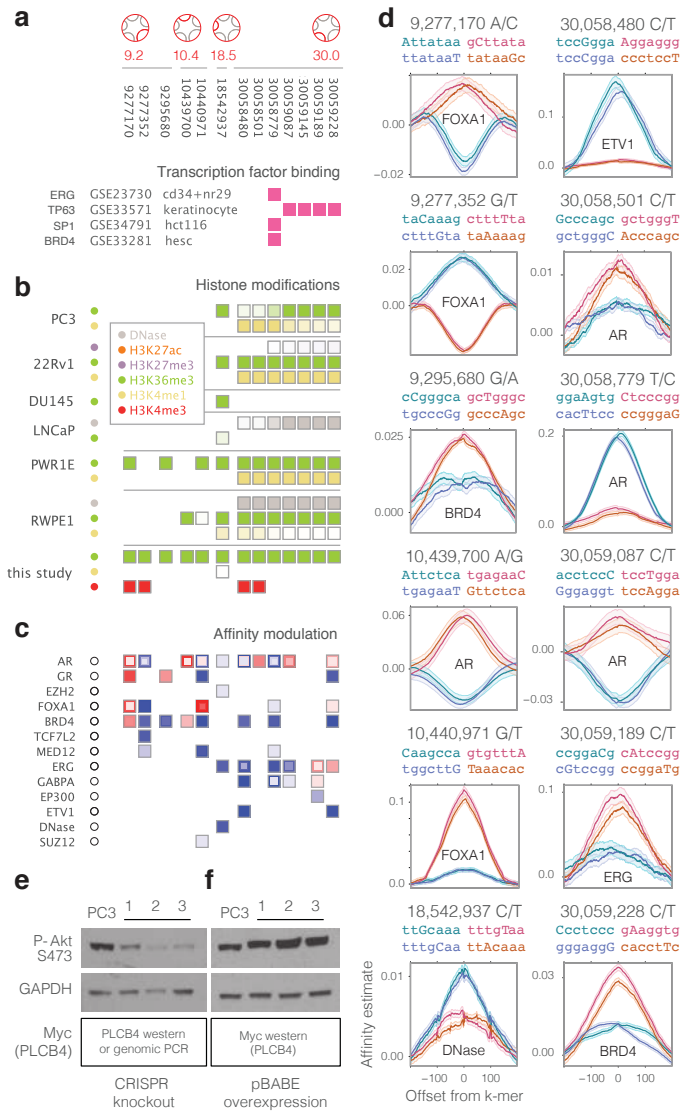 a
9.2 10.4 18.5 30.0
9277170
9277352
9295680
10439700
10440971
18542937
30058480
30058501
30058779
30059087
30059145
30059189
30059228
Transcription factor binding
ERG GSE23730 cd34+nr29
TP63 GSE33571 keratinocyte
SP1 GSE34791 hct116
BRD4 GSE33281 hesc
b
Histone modifications
PC3
DNase
H3K27ac
H3K27me3
H3K36me3
H3K4me1
H3K4me3
22Rv1
DU145
LNCaP
PWR1E
RWPE1
this study
c
Affinity modulation
AR
GR
EZH2
FOXA1
BRD4
TCF7L2
MED12
ERG
GABPA
EP300
ETV1
DNase
SUZ12
e
PC3 1 2 3
P- Akt
S473
GAPDH
Myc
(PLCB4)
PLCB4 western
or genomic PCR
CRISPR
knockout
f
PC3 1 2 3
Myc western
(PLCB4)
pBABE
overexpression
d
9,277,170 A/C
Attataa gCttata
ttataaT tataaGc
0.00
-0.02
FOXA1
30,058,480 C/T
tccGgga Aggaggg
tccCgga ccctccT
0.1
0.0
ETV1
9,277,352 G/T
taCaaag ctttTta
ctttGta taAaaag
0.02
0.00
FOXA1
30,058,501 C/T
Gcccagc gctgggT
gctgggC Acccagc
0.01
0.00
AR
9,295,680 G/A
cCgggca gcTgggc
tgcccGg gcccAgc
0.025
0.000
BRD4
30,058,779 T/C
ggaAgtg Ctcccgg
cacTtcc ccgggaG
0.2
0.0
AR
10,439,700 A/G
Attctca tgagaaC
tgagaaT Gttctca
0.06
0.00
AR
30,059,087 C/T
acctccC tccTgga
Gggaggt tccAgga
0.00
-0.03
AR
10,440,971 G/T
Caagcca gtgtttA
tggcttG Taaacac
0.1
0.0
FOXA1
30,059,189 C/T
ccggaCg cAtccgg
cGtccgg ccggaTg
0.1
0.0
ERG
18,542,937 C/T
ttGcaaa tttgTaa
tttgCaa ttAcaaa
0.01
0.00
DNase
30,059,228 C/T
Ccctccc gAaggtg
gggaggG cacctTc
0.03
0.00
BRD4
Affinity estimate
−200 0 100
−200 0 100
Offset from k-mer